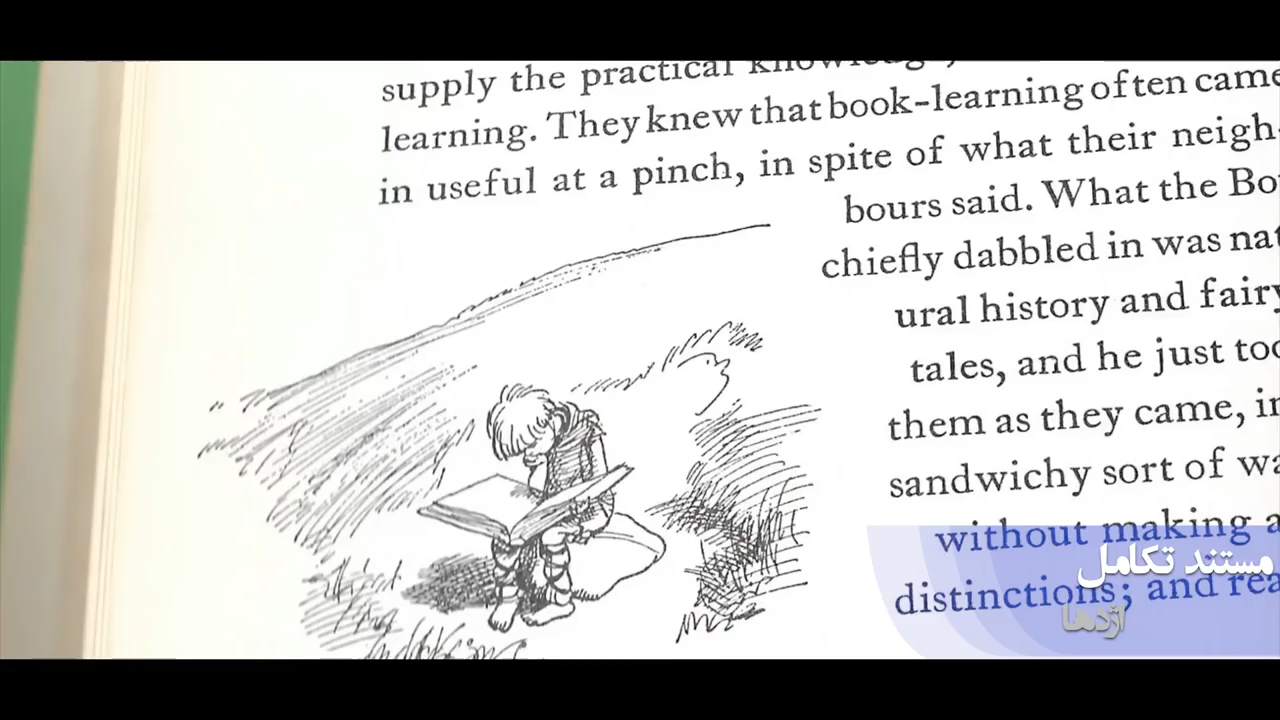 supply the practical
learning. They knew that book-learning often came
in useful at a pinch, in spite of what their neigh-
bours said. What the Bo
chiefly dabbled in was nat
ural history and fairy
tales, and he just too
them as they came, in
sandwichy sort of wa
without making a
distinctions; and rea
مستند تکامل
اژدها